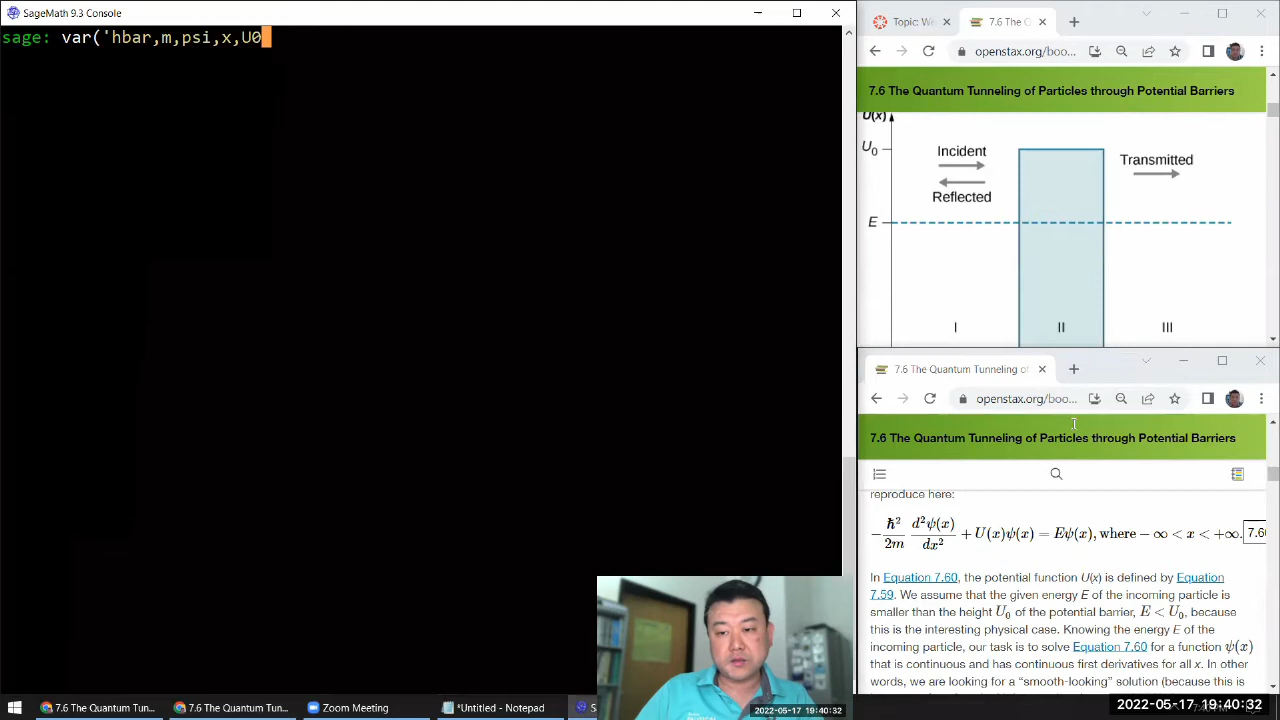 SageMath 9.3 Console
sage: var('hbar,m,psi,x,U0
Topic: We
7.6 The Q
openstax.org/boo...
7.6 The Quantum Tunneling of Particles through Potential Barriers
U(x)
U0
Incident
Transmitted
Reflected
E
I
II
III
7.6 The Quantum Tunneling of
openstax.org/boo...
7.6 The Quantum Tunneling of Particles through Potential Barriers
reproduce here:
−ℏ²/2m d²ψ(x)/dx² + U(x)ψ(x) = Eψ(x), where −∞ < x < +∞. 7.60
In Equation 7.60, the potential function U(x) is defined by Equation
7.59. We assume that the given energy E of the incoming particle is
smaller than the height U0 of the potential barrier, E < U0, because
this is the interesting physical case. Knowing the energy E of the
incoming particle, our task is to solve Equation 7.60 for a function ψ(x)
that is continuous and has continuous first derivatives for all x. In other
words, we are looking for a “smooth-looking” solution (because this is
7.6 The Quantum Tunneling of
7.6 The Quantum Tunneling of
Zoom Meeting
*Untitled - Notepad
S
2022-05-17 19:40:32
2022-05-17 19:40:32